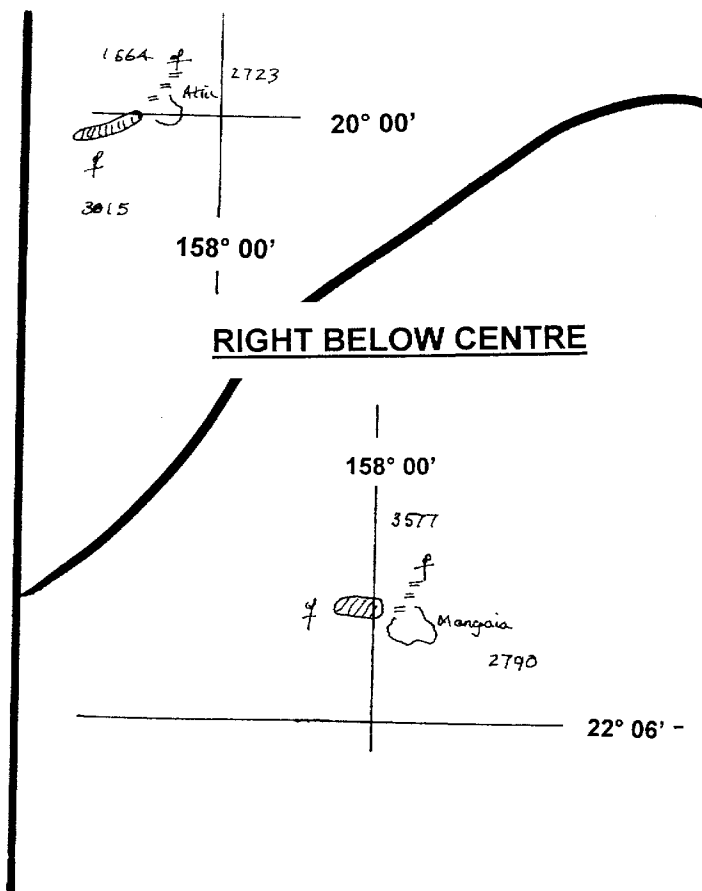 1664 2723
Atiu
20° 00'
3015
158° 00'
RIGHT BELOW CENTRE
158° 00'
3577
Mangaia
2790
22° 06' -